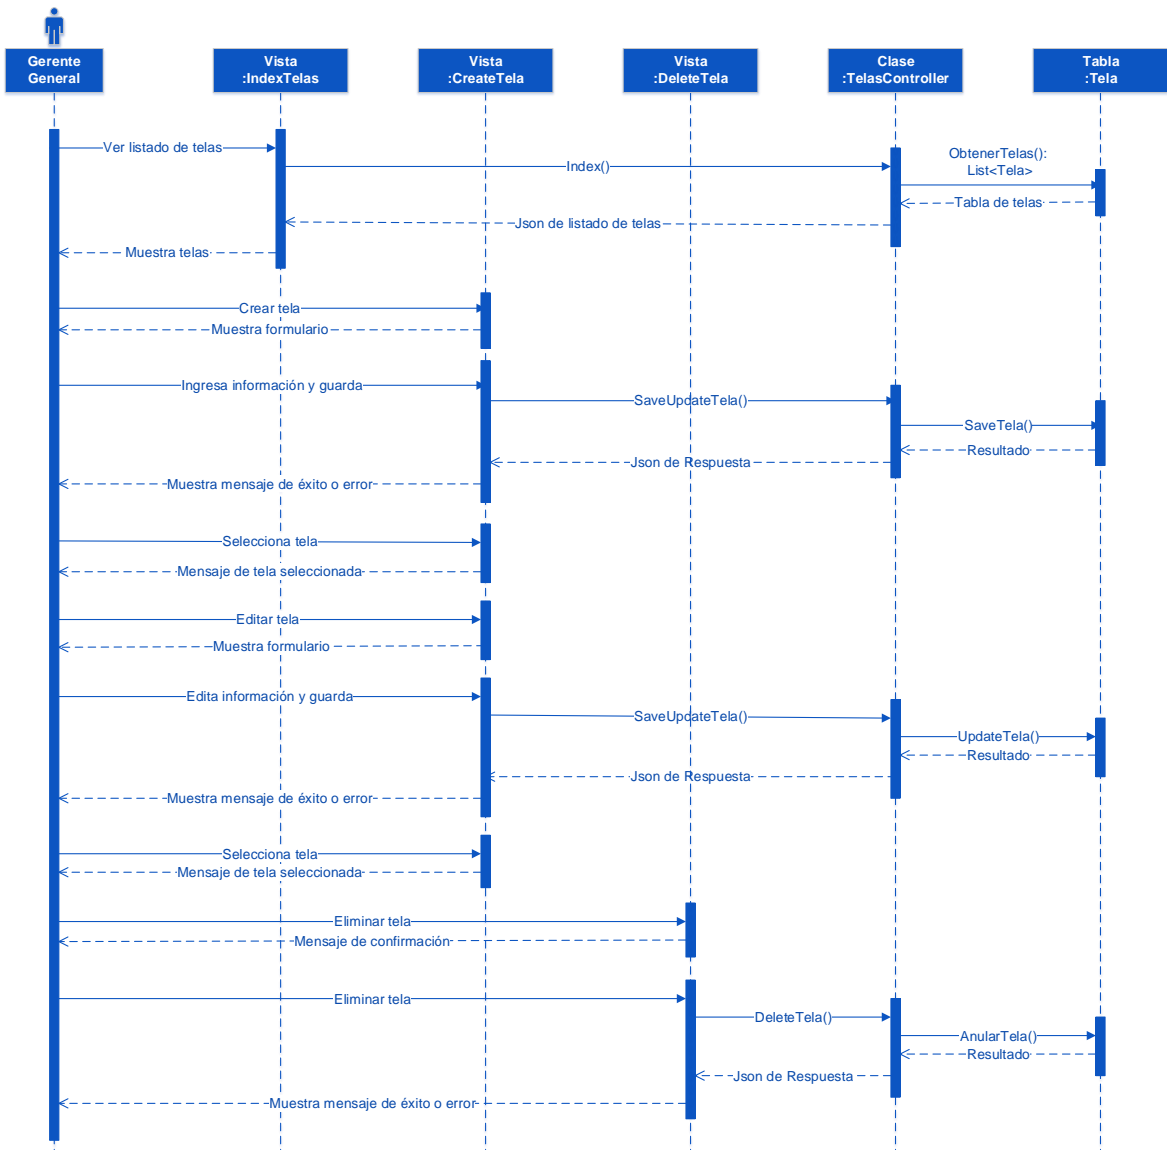 Gerente
General
Vista
:IndexTelas
Vista
:CreateTela
Vista
:DeleteTela
Clase
:TelasController
Tabla
:Tela
Ver listado de telas
Index()
ObtenerTelas():
List<Tela>
Tabla de telas
Json de listado de telas
Muestra telas
Crear tela
Muestra formulario
Ingresa información y guarda
SaveUpdateTela()
SaveTela()
Resultado
Json de Respuesta
Muestra mensaje de éxito o error
Selecciona tela
Mensaje de tela seleccionada
Editar tela
Muestra formulario
Edita información y guarda
SaveUpdateTela()
UpdateTela()
Resultado
Json de Respuesta
Muestra mensaje de éxito o error
Selecciona tela
Mensaje de tela seleccionada
Eliminar tela
Mensaje de confirmación
Eliminar tela
DeleteTela()
AnularTela()
Resultado
Json de Respuesta
Muestra mensaje de éxito o error